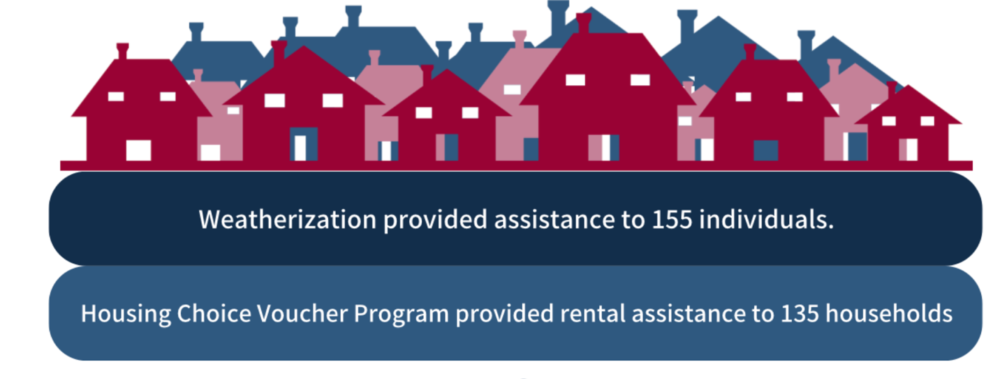 Weatherization provided assistance to 155 individuals.
Housing Choice Voucher Program provided rental assistance to 135 households